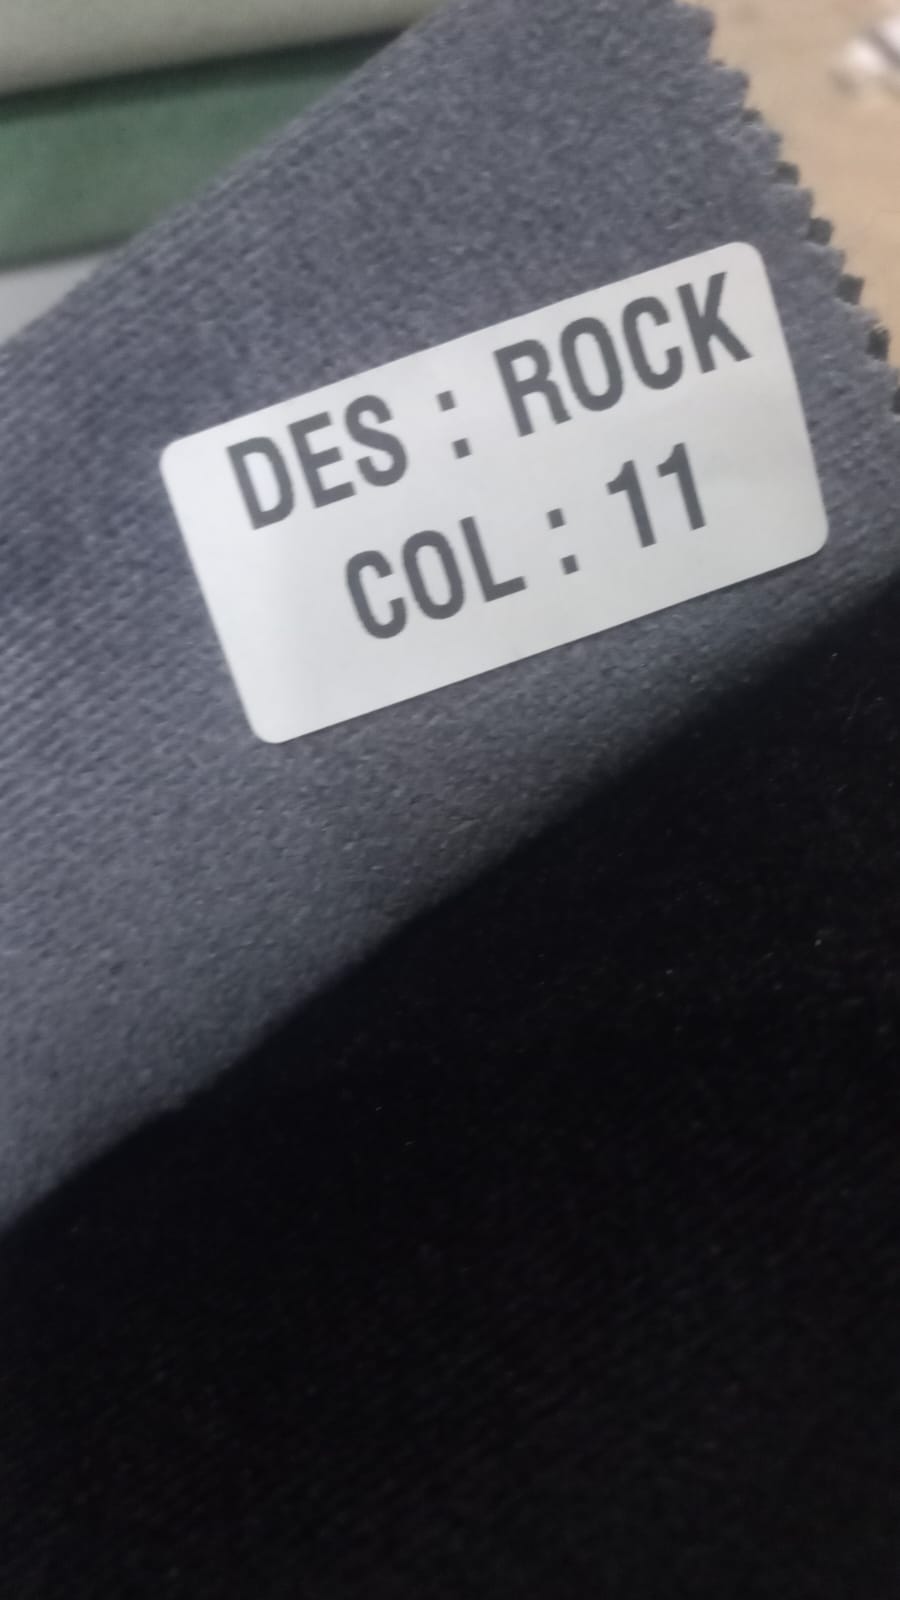 DES : ROCK
COL : 11